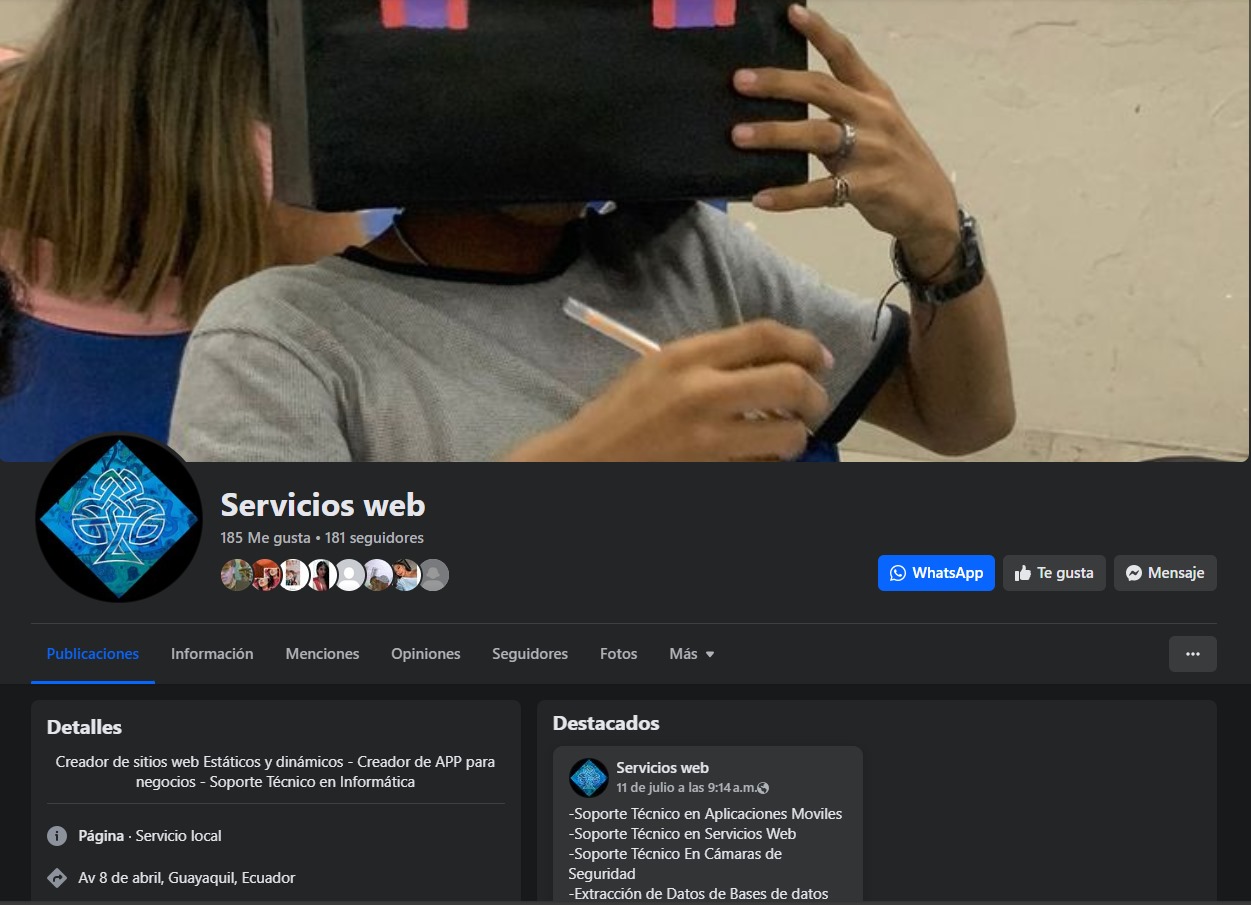 Servicios web
185 Me gusta • 181 seguidores
WhatsApp
Te gusta
Mensaje
Publicaciones
Información
Menciones
Opiniones
Seguidores
Fotos
Más
Detalles
Creador de sitios web Estáticos y dinámicos - Creador de APP para
negocios - Soporte Técnico en Informática
Página · Servicio local
Av 8 de abril, Guayaquil, Ecuador
Destacados
Servicios web
11 de julio a las 9:14 a.m.
-Soporte Técnico en Aplicaciones Moviles
-Soporte Técnico en Servicios Web
-Soporte Técnico En Cámaras de
Seguridad
-Extracción de Datos de Bases de datos